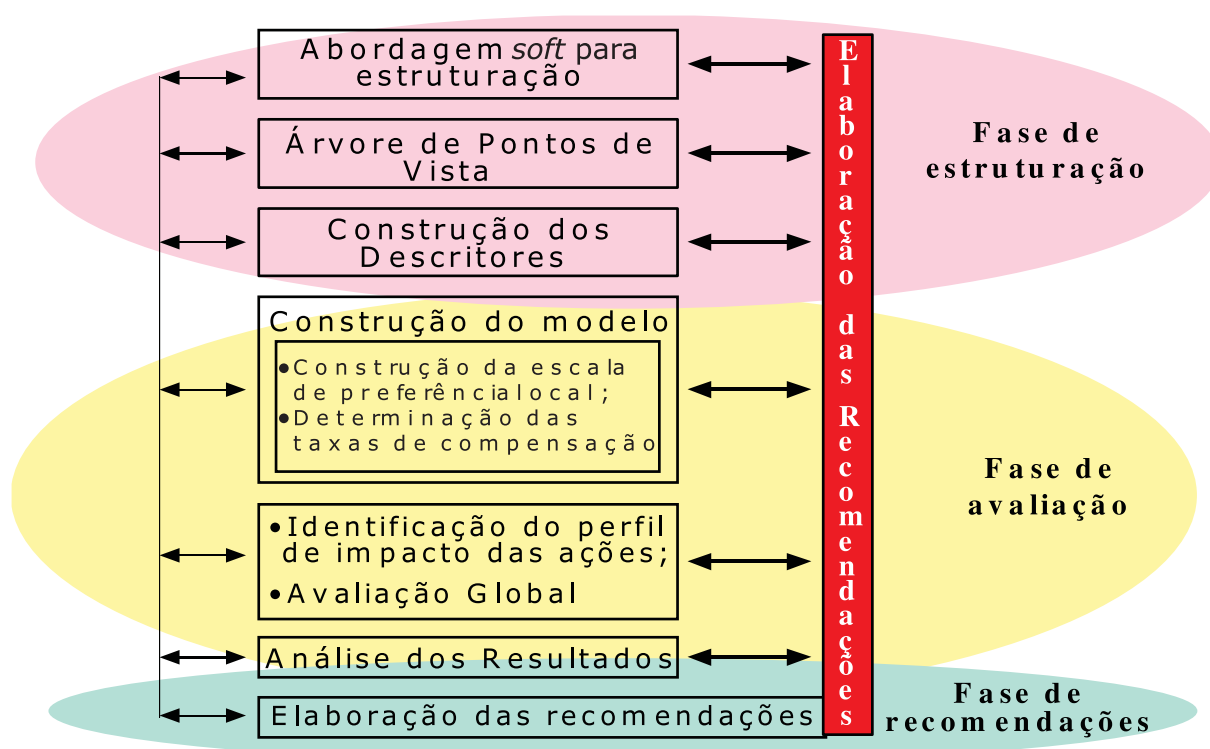 Abordagem soft para
estruturação
Árvore de Pontos de
Vista
Construção dos
Descritores
Construção do modelo
•Construção da escala
de preferêncialocal;
•Determinação das
taxas de compensação
•Identificação do perfil
de impacto das ações;
•Avaliação Global
Análise dos Resultados
Elaboração das recomendações
Elaboração das Recomendações
Fase de
estruturação
Fase de
avaliação
Fase de
recomendações